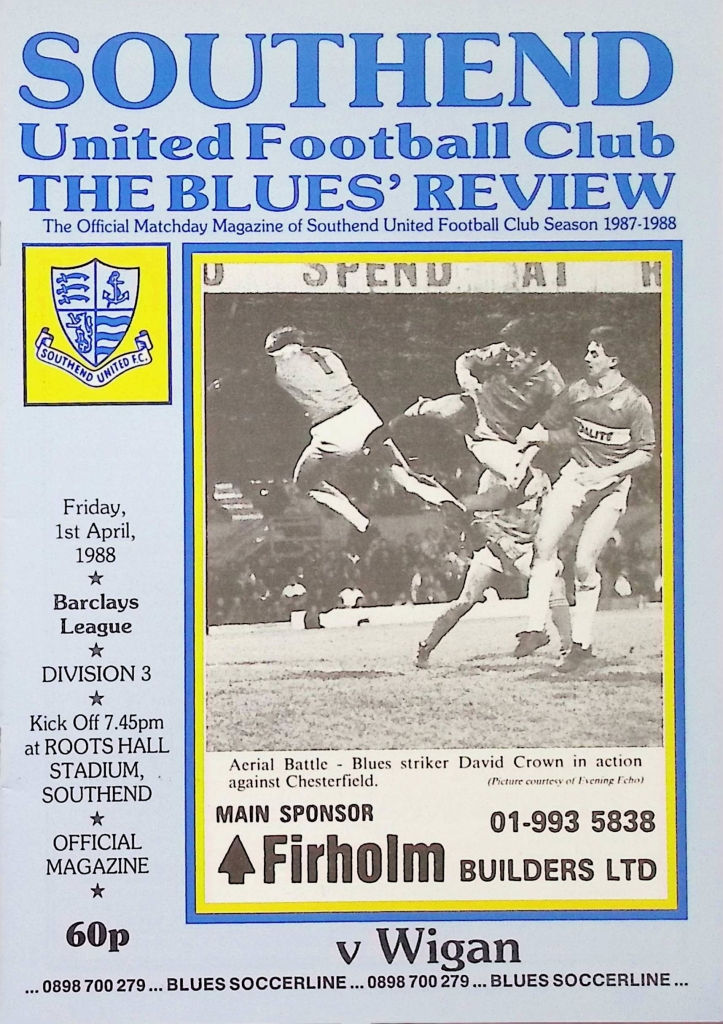 SOUTHEND
United Football Club
THE BLUES' REVIEW
The Official Matchday Magazine of Southend United Football Club Season 1987-1988
SOUTHEND UNITED F.C.
Friday,
1st April,
1988
★
Barclays
League
★
DIVISION 3
★
Kick Off 7.45pm
at ROOTS HALL
STADIUM,
SOUTHEND
★
OFFICIAL
MAGAZINE
★
60p
SPEND AT
1
Aerial Battle - Blues striker David Crown in action
against Chesterfield. (Picture courtesy of Evening Echo)
MAIN SPONSOR
01-993 5838
Firholm BUILDERS LTD
v Wigan
... 0898 700 279 ... BLUES SOCCERLINE ... 0898 700 279 ... BLUES SOCCERLINE ...